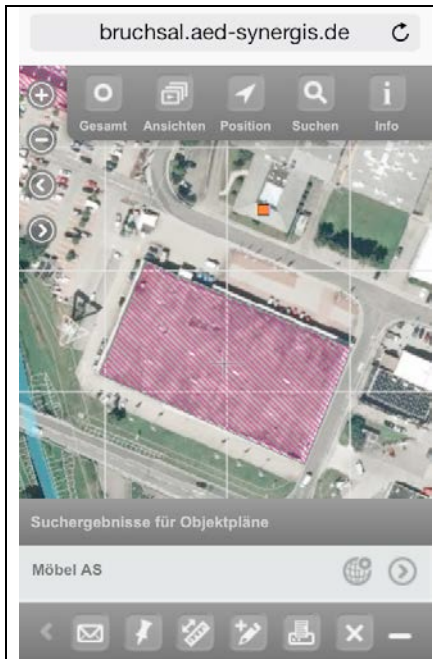 bruchsal.aed-synergis.de
Gesamt Ansichten Position Suchen Info
Suchergebnisse für Objektpläne
Möbel AS